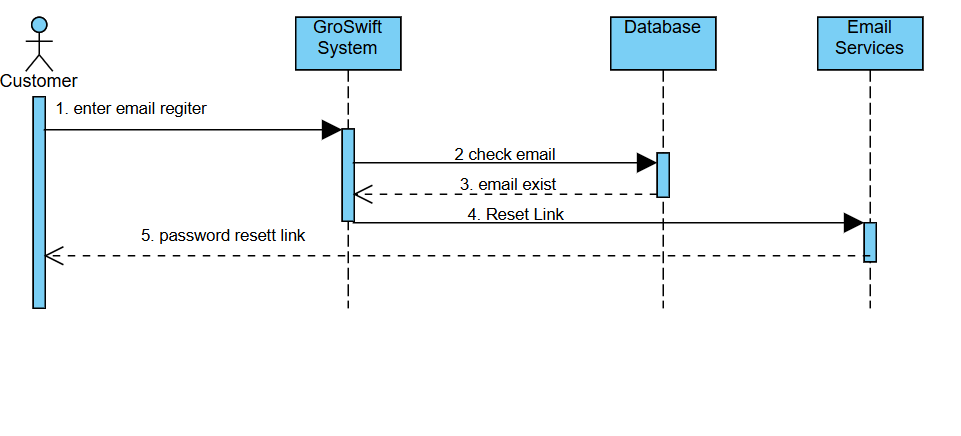 GroSwift
System
Database
Email
Services
Customer
1. enter email regiter
2 check email
3. email exist
4. Reset Link
5. password resett link